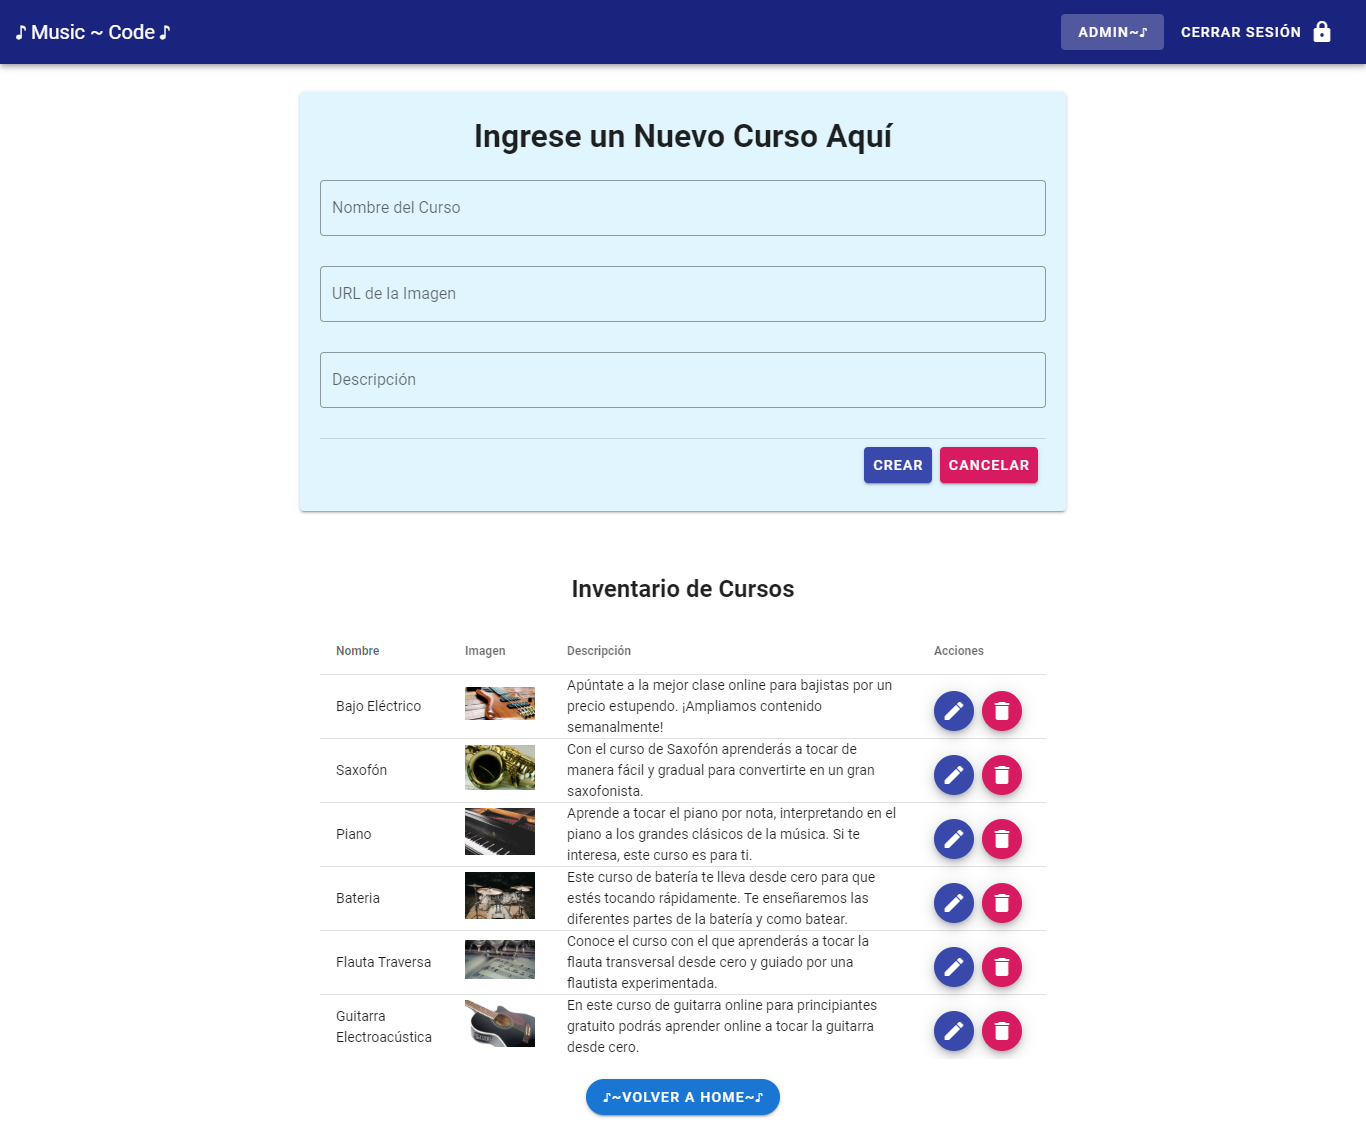 ♪ Music ~ Code ♪
ADMIN~♪
CERRAR SESIÓN
Ingrese un Nuevo Curso Aquí
Nombre del Curso
URL de la Imagen
Descripción
CREAR
CANCELAR
Inventario de Cursos
Nombre Imagen Descripción Acciones
Bajo Eléctrico
Apúntate a la mejor clase online para bajistas por un
precio estupendo. ¡Ampliamos contenido
semanalmente!
Saxofón
Con el curso de Saxofón aprenderás a tocar de
manera fácil y gradual para convertirte en un gran
saxofonista.
Piano
Aprende a tocar el piano por nota, interpretando en el
piano a los grandes clásicos de la música. Si te
interesa, este curso es para ti.
Bateria
Este curso de batería te lleva desde cero para que
estés tocando rápidamente. Te enseñaremos las
diferentes partes de la batería y como batear.
Flauta Traversa
Conoce el curso con el que aprenderás a tocar la
flauta transversal desde cero y guiado por una
flautista experimentada.
Guitarra
Electroacústica
En este curso de guitarra online para principiantes
gratuito podrás aprender online a tocar la guitarra
desde cero.
♪~VOLVER A HOME~♪